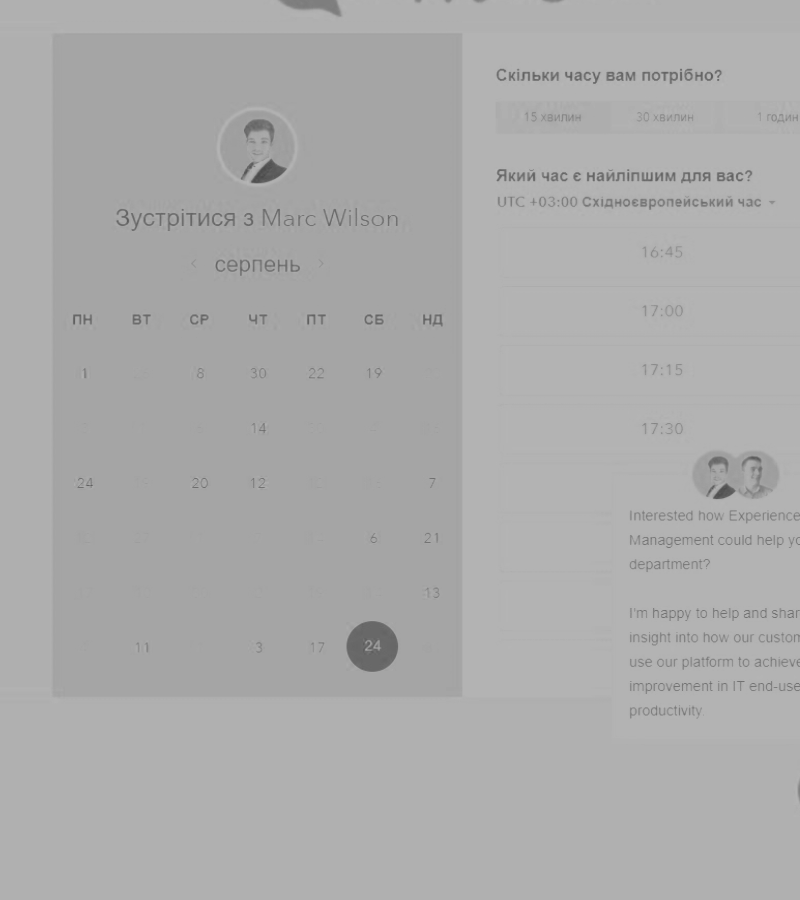 Зустрітися з Marc Wilson
серпень
ПН ВТ СР ЧТ ПТ СБ НД
1 8 30 22 19
14
24 20 12 7
6 21
13
11 3 17 24
Скільки часу вам потрібно?
15 хвилин 30 хвилин 1 годин
Який час є найліпшим для вас?
UTC +03:00 Східноєвропейський час
16:45
17:00
17:15
17:30
Interested how Experience
Management could help yo
department?
I'm happy to help and shar
insight into how our custom
use our platform to achieve
improvement in IT end-use
productivity